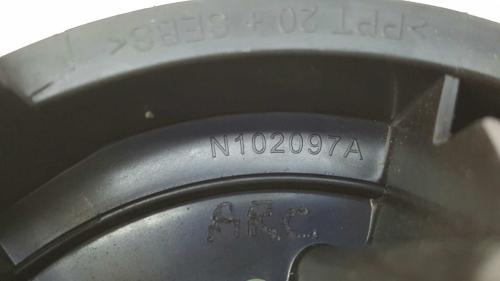 >PPT 20 + SEBS<
N102097A
ARC